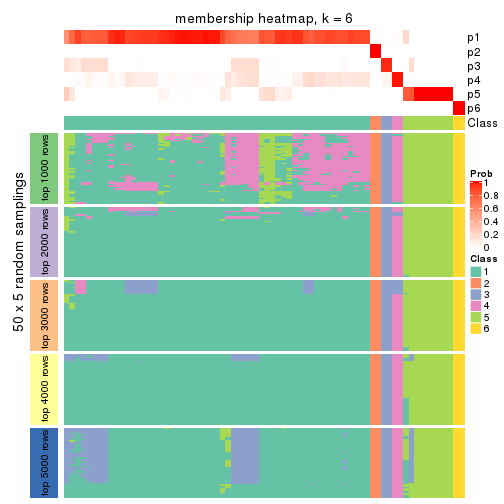 membership heatmap, k = 6
p1
p2
p3
p4
p5
p6
Class
50 x 5 random samplings
top 1000 rows
top 2000 rows
top 3000 rows
top 4000 rows
top 5000 rows
Prob
1
0.8
0.6
0.4
0.2
0
Class
1
2
3
4
5
6